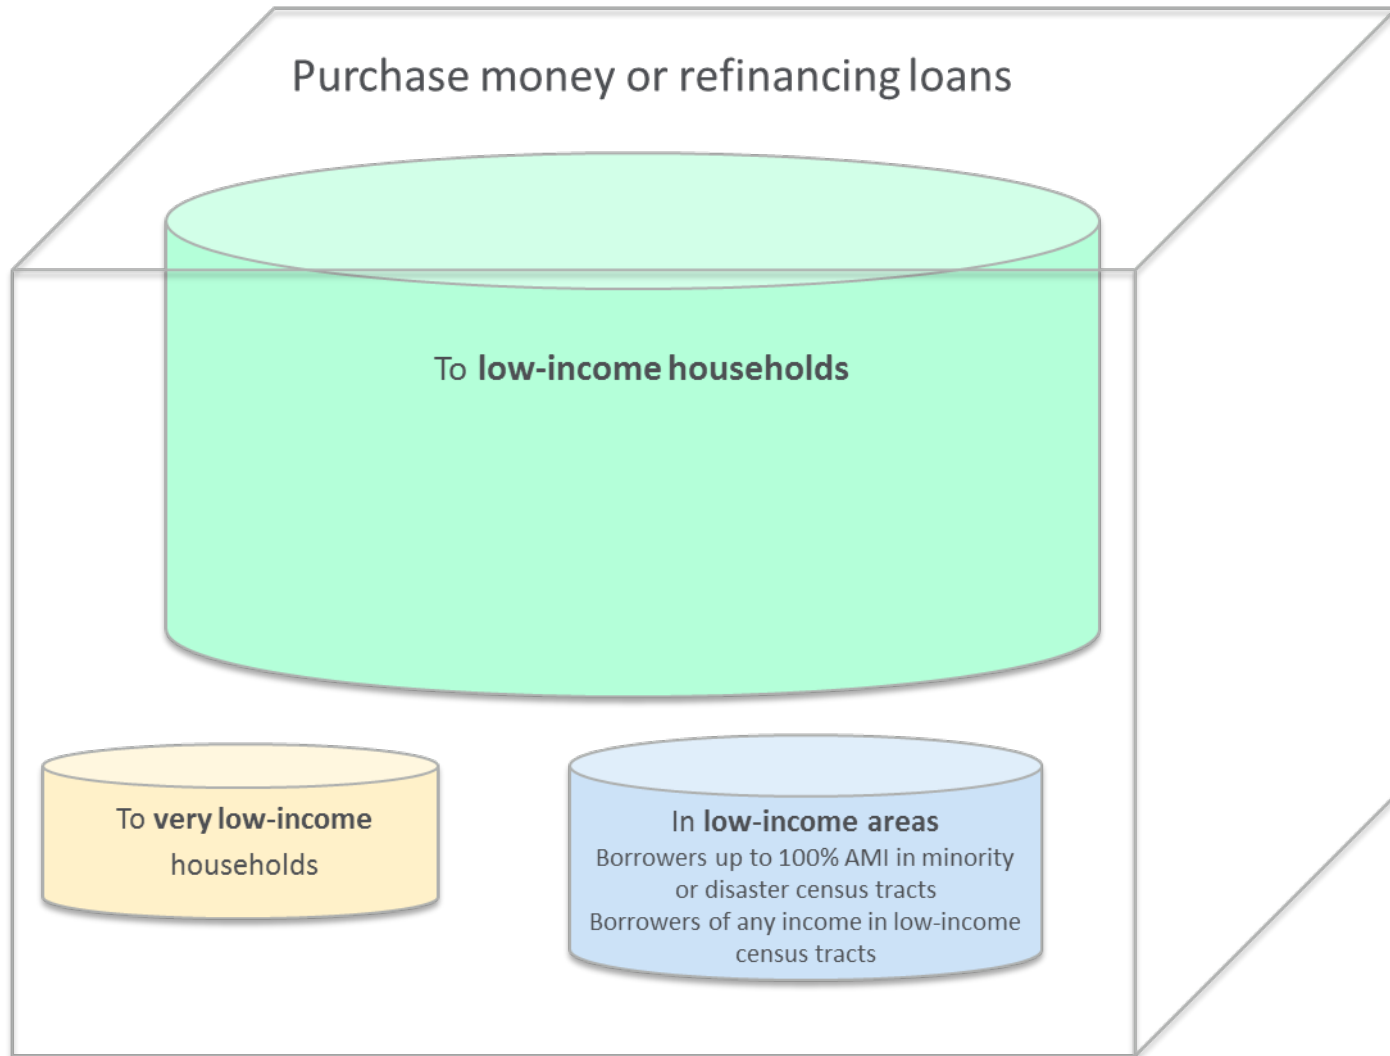 Purchase money or refinancing loans
To low-income households
To very low-income
households
In low-income areas
Borrowers up to 100% AMI in minority
or disaster census tracts
Borrowers of any income in low-income
census tracts